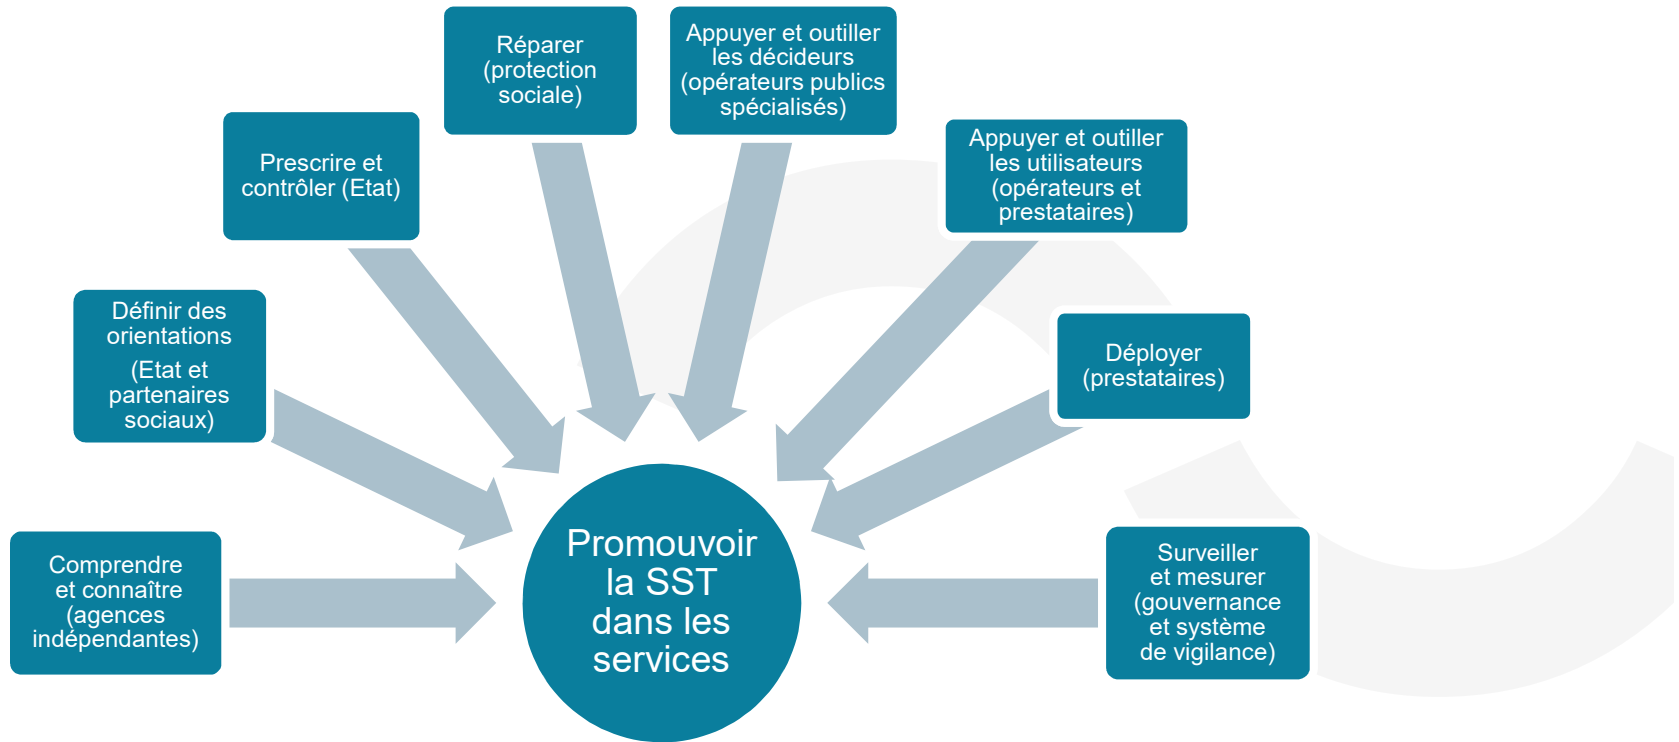 Réparer
(protection
sociale)
Appuyer et outiller
les décideurs
(opérateurs publics
spécialisés)
Prescrire et
contrôler (Etat)
Appuyer et outiller
les utilisateurs
(opérateurs et
prestataires)
Définir des
orientations
(Etat et
partenaires
sociaux)
Déployer
(prestataires)
Comprendre
et connaître
(agences
indépendantes)
Promouvoir
la SST
dans les
services
Surveiller
et mesurer
(gouvernance
et système
de vigilance)